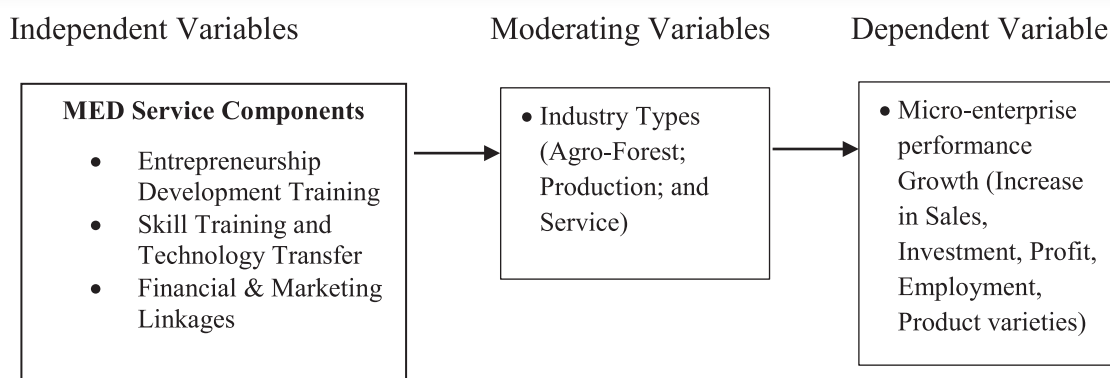 Independent Variables
Moderating Variables
Dependent Variable
MED Service Components
• Entrepreneurship
Development Training
• Skill Training and
Technology Transfer
• Financial & Marketing
Linkages
• Industry Types
(Agro-Forest;
Production; and
Service)
• Micro-enterprise
performance
Growth (Increase
in Sales,
Investment, Profit,
Employment,
Product varieties)